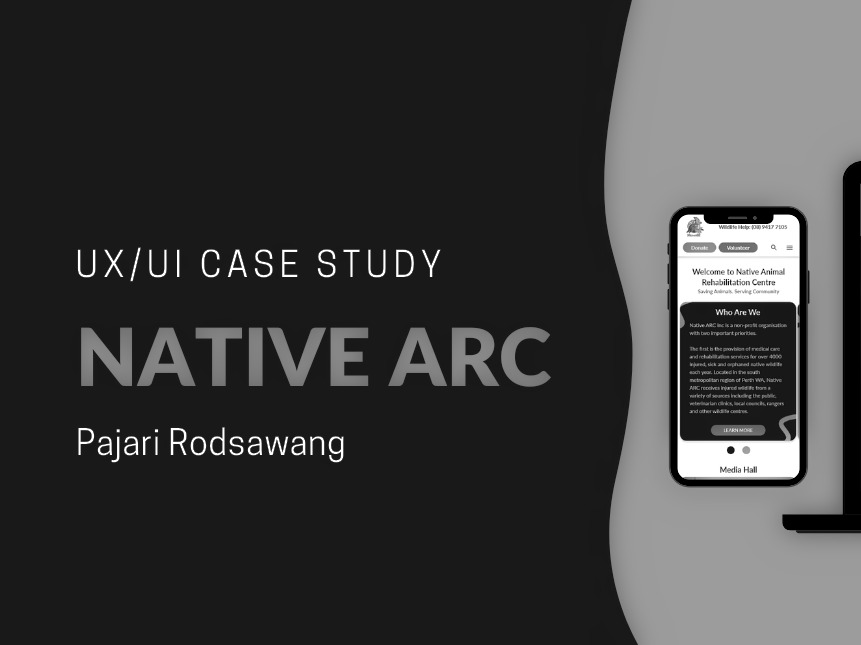 UX/UI CASE STUDY
NATIVE ARC
Pajari Rodsawang
Wildlife Help: (08) 9417 7105
Donate
Volunteer
Welcome to Native Animal
Rehabilitation Centre
Saving Animals, Serving Community
Who Are We
Native ARC Inc is a non-profit organisation
with two important priorities.
The first is the provision of medical care
and rehabilitation services for over 4000
injured, sick and orphaned native wildlife
each year. Located in the south
metropolitan region of Perth WA, Native
ARC receives injured wildlife from a
variety of sources including the public,
veterinarian clinics, local councils, rangers
and other wildlife centres.
LEARN MORE
Media Hall